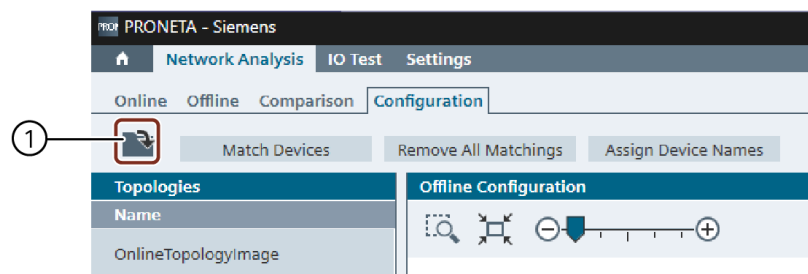 PRONETA - Siemens
Network Analysis IO Test Settings
Online Offline Comparison Configuration
1
Match Devices Remove All Matchings Assign Device Names
Topologies Offline Configuration
Name
OnlineTopologyImage